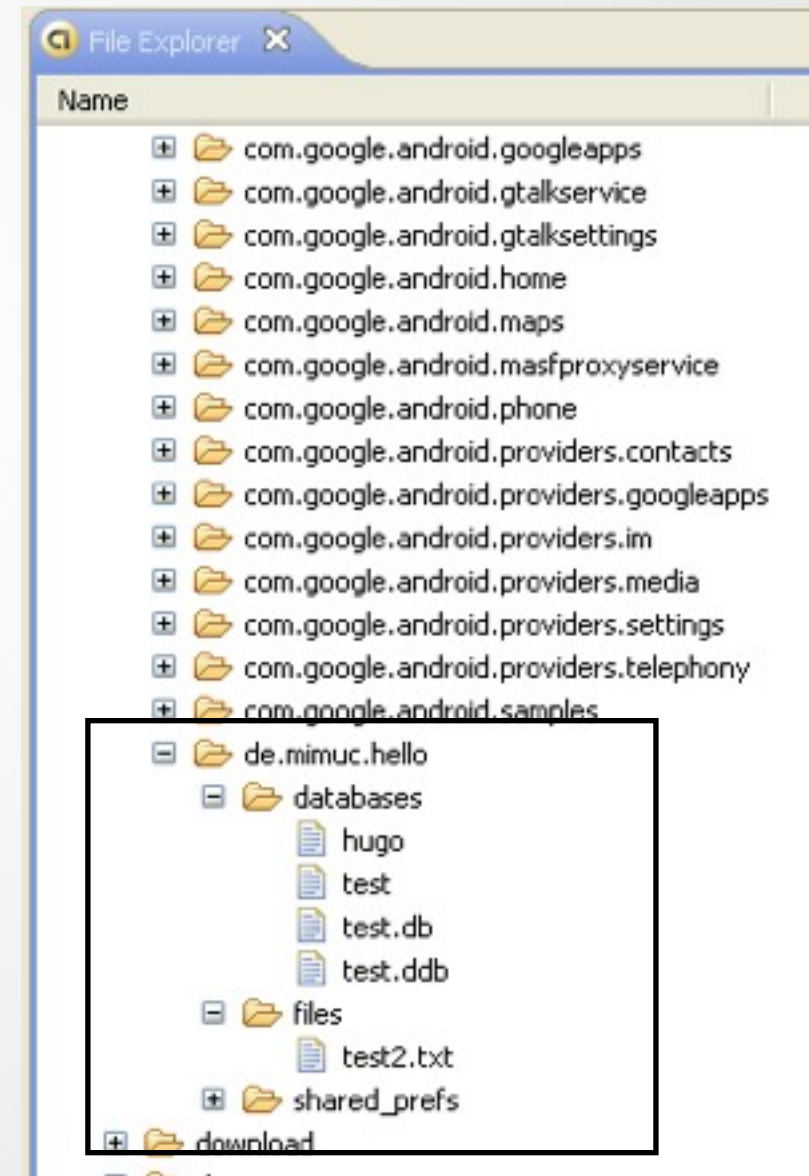 File Explorer
Name
com.google.android.googleapps
com.google.android.gtalkservice
com.google.android.gtalksettings
com.google.android.home
com.google.android.maps
com.google.android.masfproxyservice
com.google.android.phone
com.google.android.providers.contacts
com.google.android.providers.googleapps
com.google.android.providers.im
com.google.android.providers.media
com.google.android.providers.settings
com.google.android.providers.telephony
com.google.android.samples
de.mimuc.hello
databases
hugo
test
test.db
test.ddb
files
test2.txt
shared_prefs
download